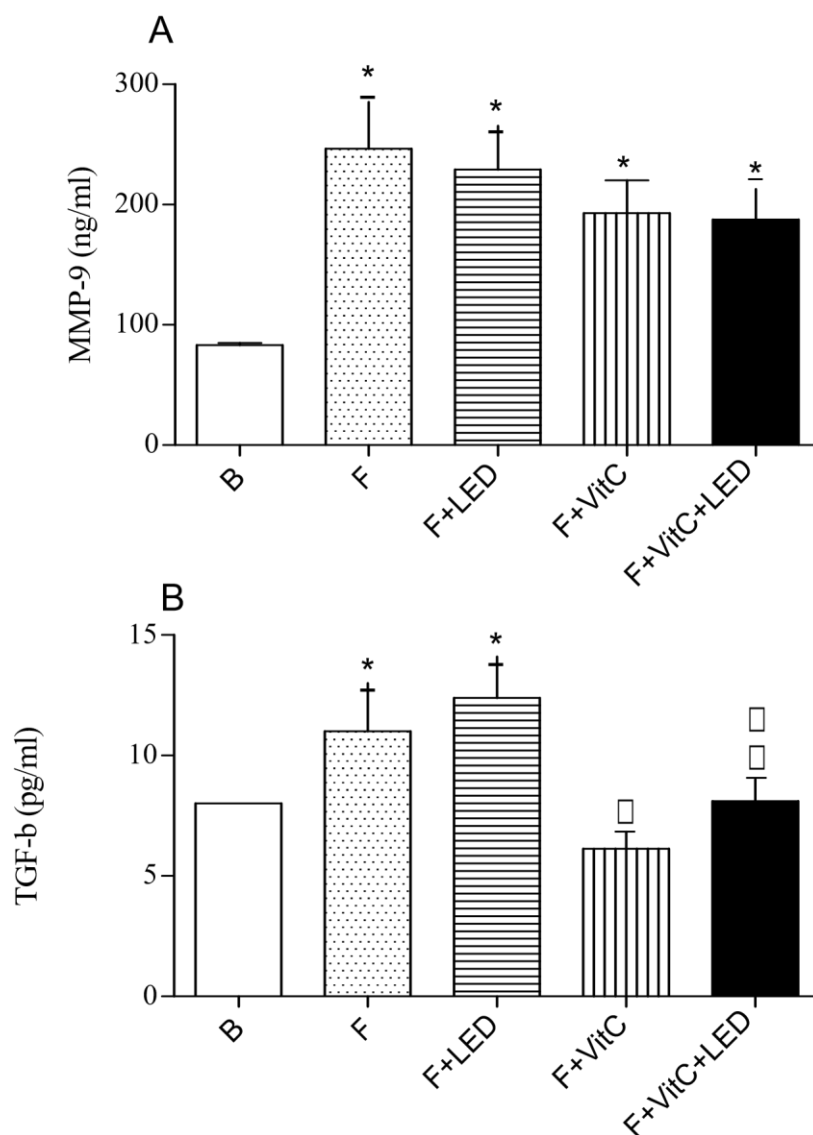 A
300
200
100
0
MMP-9 (ng/ml)
* * * *
B F F+LED F+VitC F+VitC+LED
B
15
10
5
0
TGF-b (pg/ml)
* *
B F F+LED F+VitC F+VitC+LED